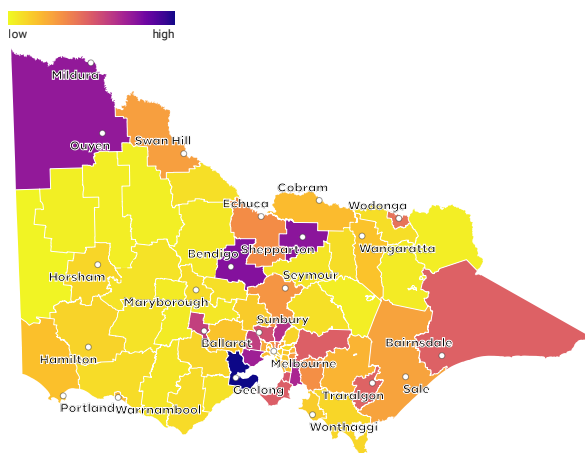 low high
Mildura
Ouyen
Swan Hill
Cobram
Echuca
Wodonga
Shepparton
Wangaratta
Bendigo
Horsham
Seymour
Maryborough
Sunbury
Ballarat
Bairnsdale
Hamilton
Melbourne
Geelong
Sale
Traralgon
Portland
Warrnambool
Wonthaggi